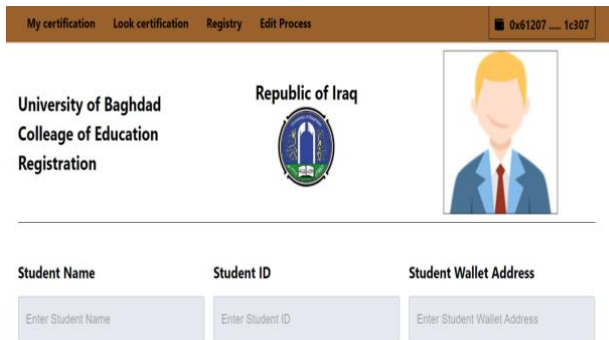 My certification Look certification Registry Edit Process 0x61207 ..... 1c307
University of Baghdad
Colleage of Education
Registration
Republic of Iraq
Student Name Student ID Student Wallet Address
Enter Student Name Enter Student ID Enter Student Wallet Address